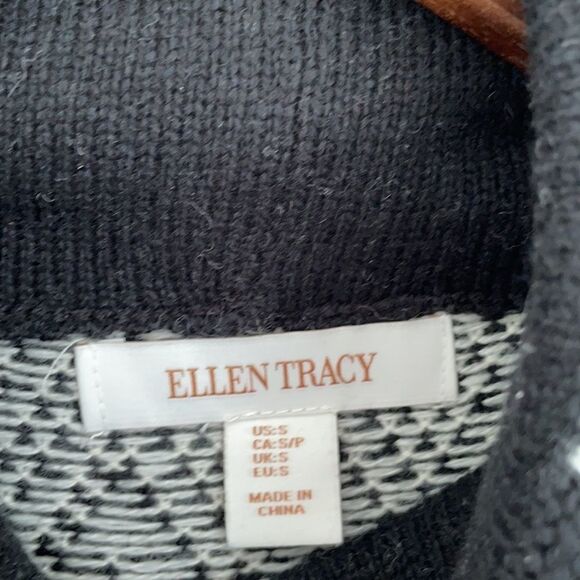 ELLEN TRACY
US:S
CA:S/P
UK:S
EU:S
MADE IN
CHINA